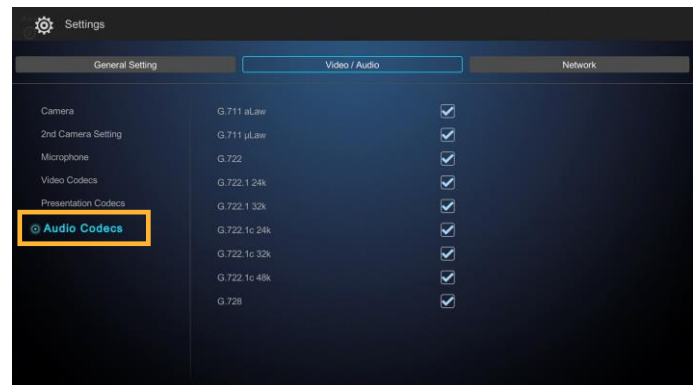 Settings
General Setting Video / Audio Network
Camera
2nd Camera Setting
Microphone
Video Codecs
Presentation Codecs
Audio Codecs
G.711 aLaw
G.711 µLaw
G.722
G.722.1 24k
G.722.1 32k
G.722.1c 24k
G.722.1c 32k
G.722.1c 48k
G.728